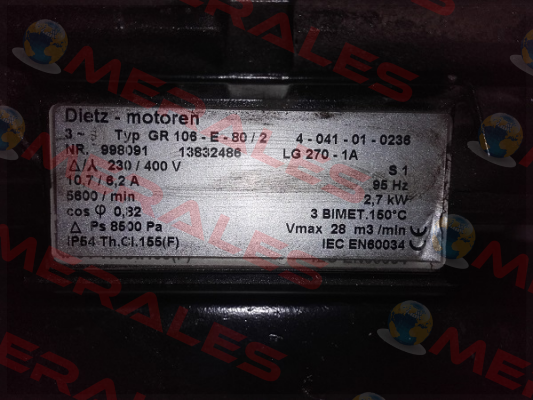 MERALES
Dietz - motoren
3 ~ Typ GR 106 - E - 80 / 2 4 - 041 - 01 - 0236
NR. 998091 13832486 LG 270 - 1A
△/⅄ 230 / 400 V S 1
10,7 / 6,2 A 95 Hz
5600 / min 2,7 kW
cos φ 0,32 3 BIMET.150°C
△ Ps 8500 Pa Vmax 28 m3 /min
IP54 Th.Cl.155(F) IEC EN60034 CE
MERALES
MERALES